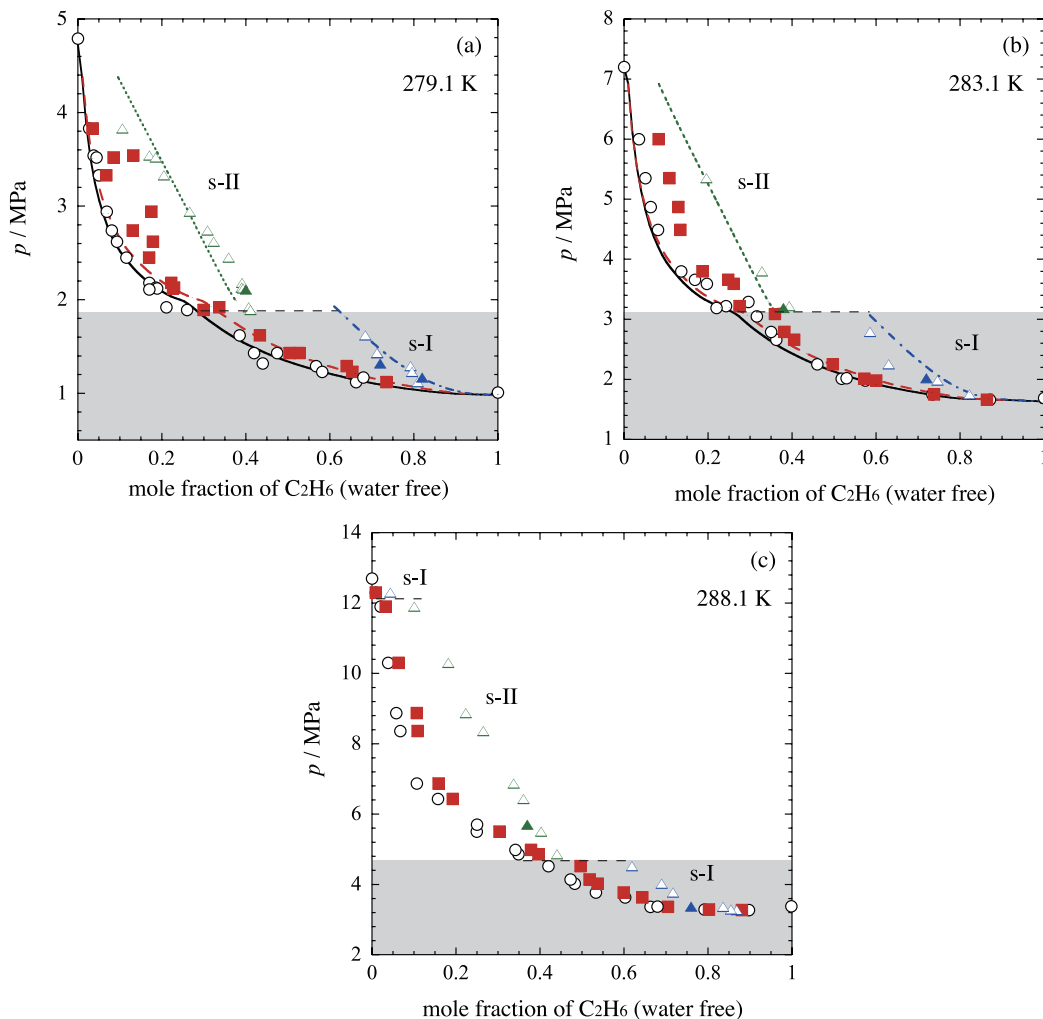 (a)
279.1 K
s-II
s-I
p / MPa
5
4
3
2
1
0 0.2 0.4 0.6 0.8 1
mole fraction of C2H6 (water free)
(b)
283.1 K
s-II
s-I
p / MPa
8
7
6
5
4
3
2
1
0 0.2 0.4 0.6 0.8 1
mole fraction of C2H6 (water free)
(c)
288.1 K
s-I
s-II
s-I
p / MPa
14
12
10
8
6
4
2
0 0.2 0.4 0.6 0.8 1
mole fraction of C2H6 (water free)